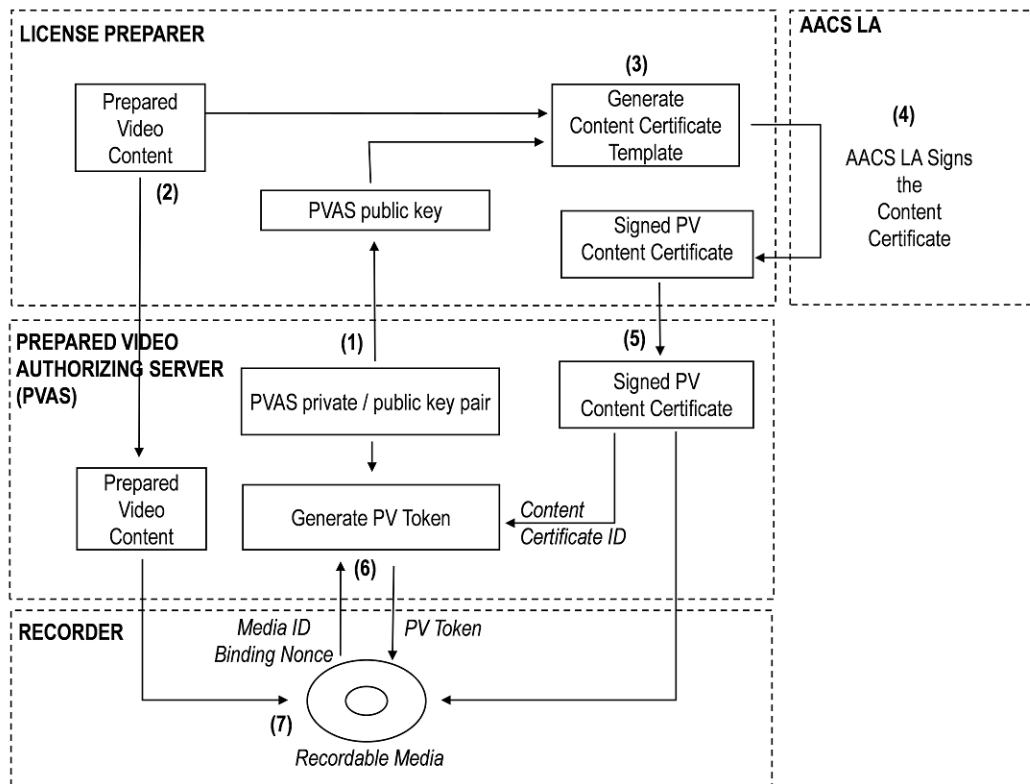 LICENSE PREPARER
AACS LA
(3)
Prepared
Video
Content
Generate
Content Certificate
Template
(4)
AACS LA Signs
the
Content
Certificate
(2)
PVAS public key
Signed PV
Content Certificate
PREPARED VIDEO
AUTHORIZING SERVER
(PVAS)
(1)
(5)
PVAS private / public key pair
Signed PV
Content Certificate
Prepared
Video
Content
Generate PV Token
Content
Certificate ID
(6)
RECORDER
Media ID
Binding Nonce
PV Token
(7)
Recordable Media